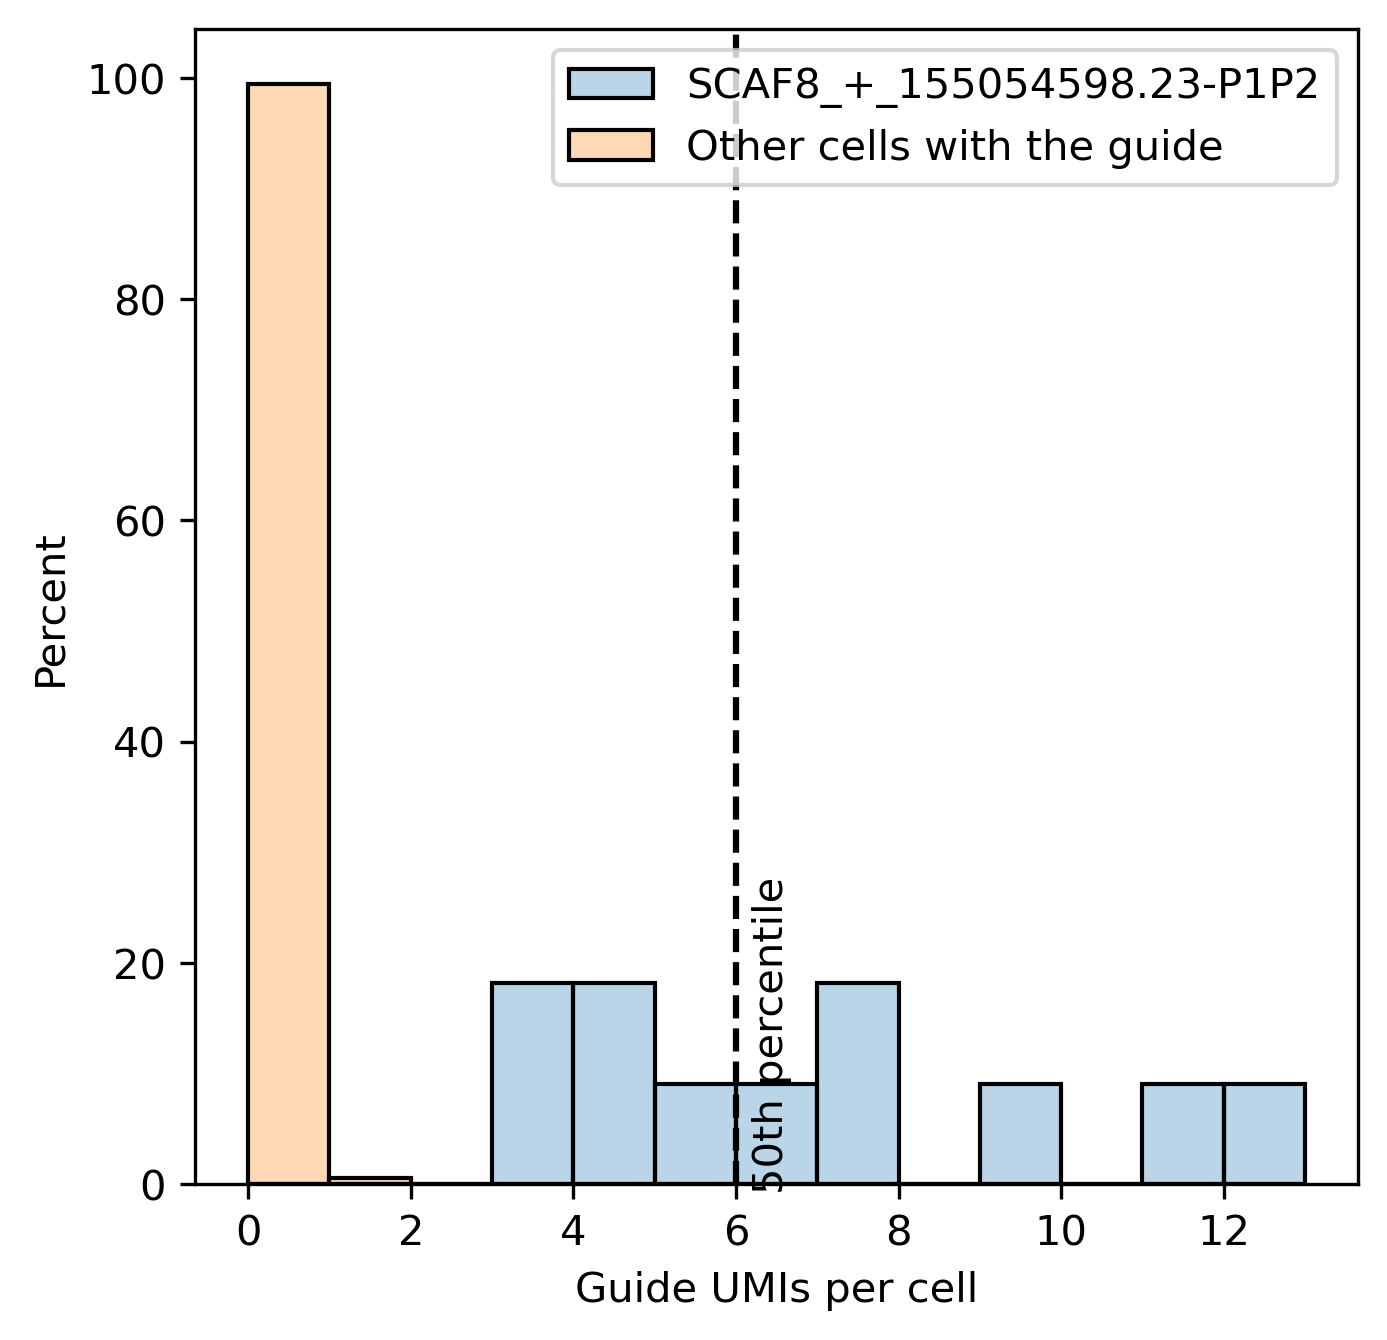 SCAF8_+_155054598.23-P1P2
Other cells with the guide
100
80
60
40
20
0
Percent
50th percentile
0 2 4 6 8 10 12
Guide UMIs per cell